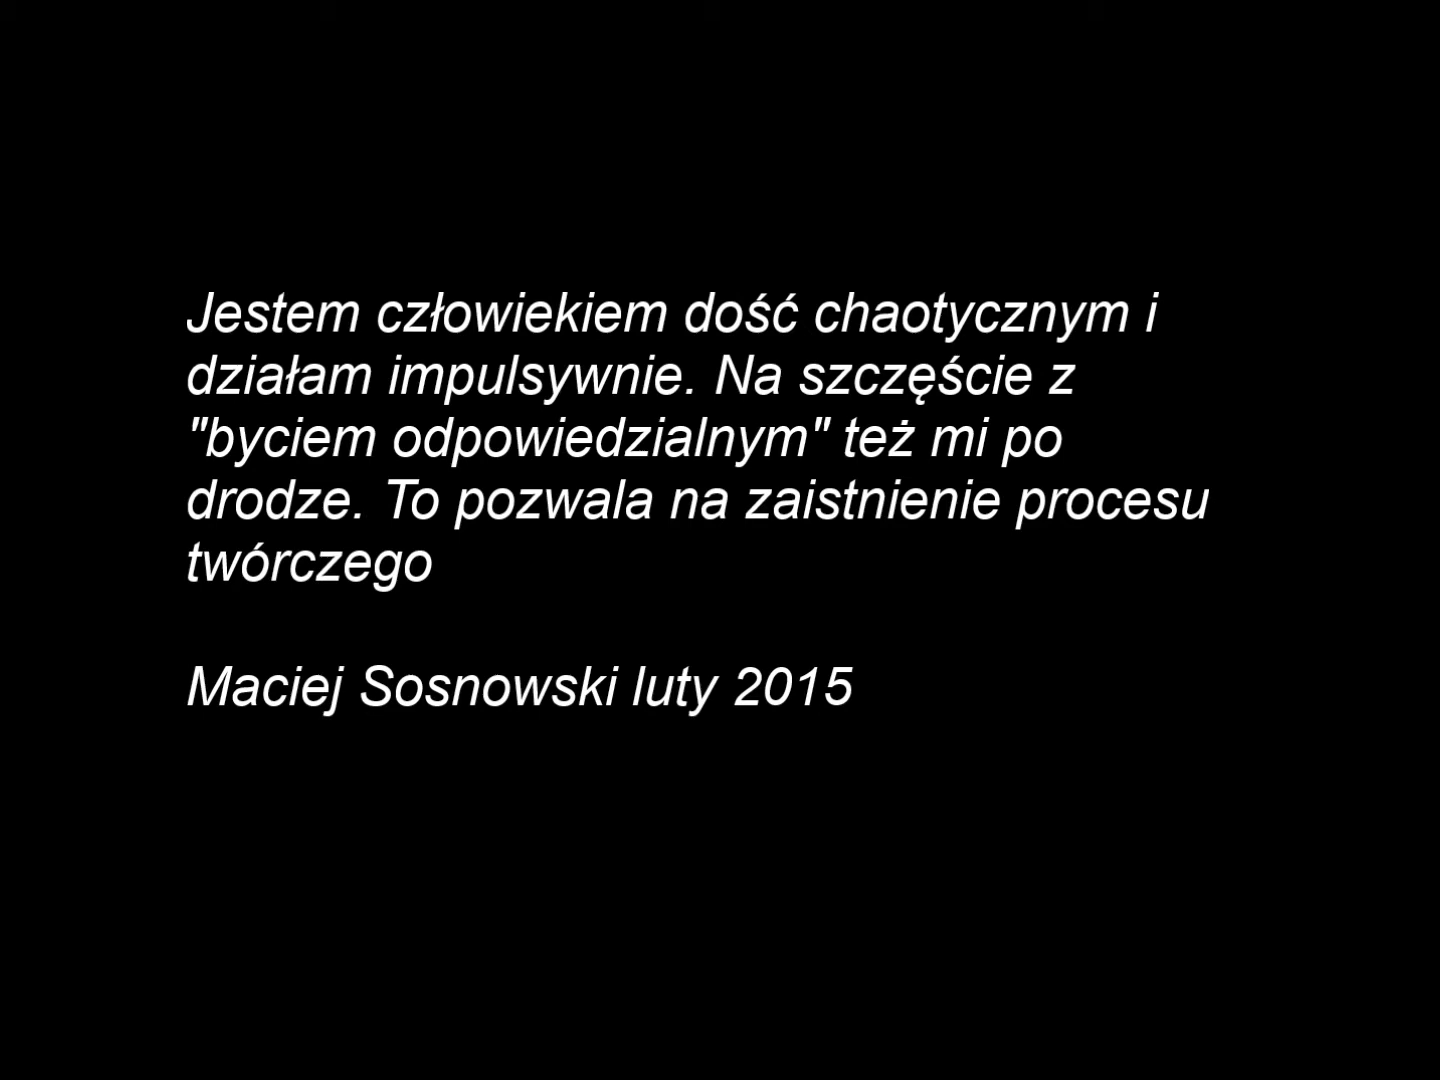 Jestem człowiekiem dość chaotycznym i
działam impulsywnie. Na szczęście z
"byciem odpowiedzialnym" też mi po
drodze. To pozwala na zaistnienie procesu
twórczego
Maciej Sosnowski luty 2015